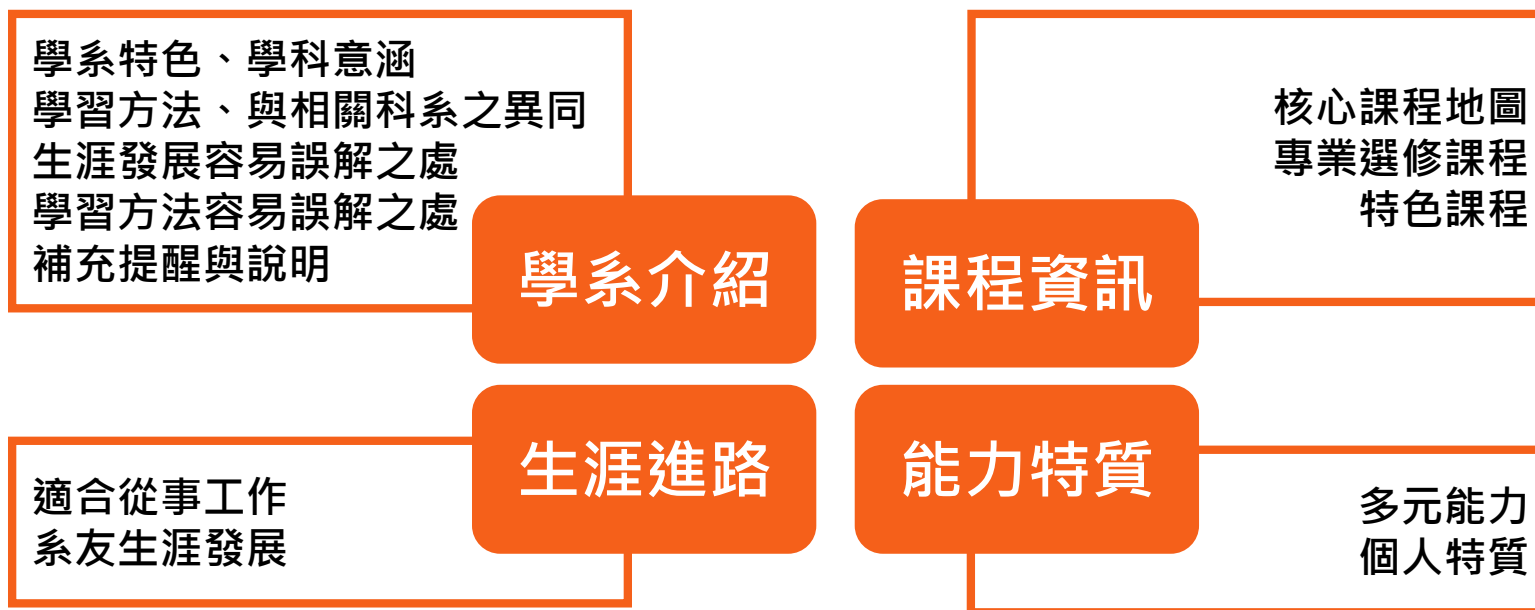 學系特色、學科意涵
學習方法、與相關科系之異同
生涯發展容易誤解之處
學習方法容易誤解之處
補充提醒與說明
學系介紹
核心課程地圖
專業選修課程
特色課程
課程資訊
適合從事工作
系友生涯發展
生涯進路
能力特質
多元能力
個人特質